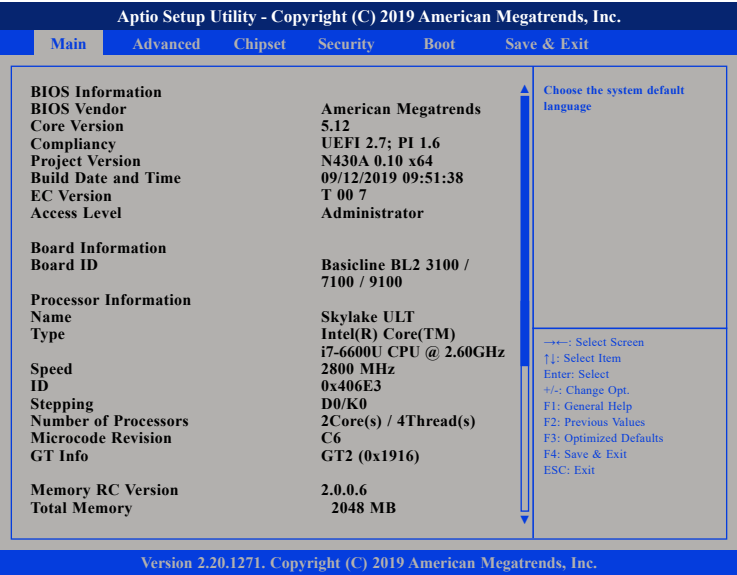 Aptio Setup Utility - Copyright (C) 2019 American Megatrends, Inc.
Main Advanced Chipset Security Boot Save & Exit
BIOS Information
BIOS Vendor American Megatrends
Core Version 5.12
Compliancy UEFI 2.7; PI 1.6
Project Version N430A 0.10 x64
Build Date and Time 09/12/2019 09:51:38
EC Version T 00 7
Access Level Administrator
Board Information
Board ID Basicline BL2 3100 /
7100 / 9100
Processor Information
Name Skylake ULT
Type Intel(R) Core(TM)
i7-6600U CPU @ 2.60GHz
Speed 2800 MHz
ID 0x406E3
Stepping D0/K0
Number of Processors 2Core(s) / 4Thread(s)
Microcode Revision C6
GT Info GT2 (0x1916)
Memory RC Version 2.0.0.6
Total Memory 2048 MB
Choose the system default
language
→←: Select Screen
↑↓: Select Item
Enter: Select
+/-: Change Opt.
F1: General Help
F2: Previous Values
F3: Optimized Defaults
F4: Save & Exit
ESC: Exit
Version 2.20.1271. Copyright (C) 2019 American Megatrends, Inc.